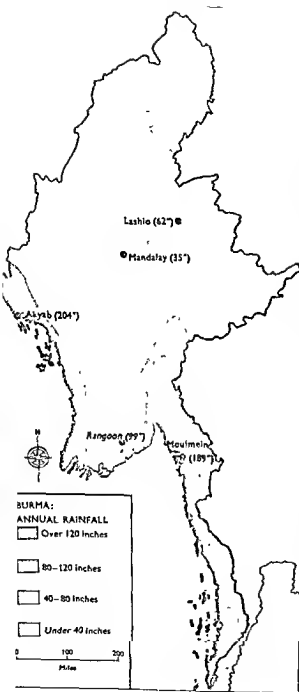 Lashio (62")
Mandalay (35")
Akyab (204")
Rangoon (99")
Moulmein
(189")
N
BURMA:
ANNUAL RAINFALL
Over 120 inches
80–120 inches
40–80 inches
Under 40 inches
0 100 200
Miles